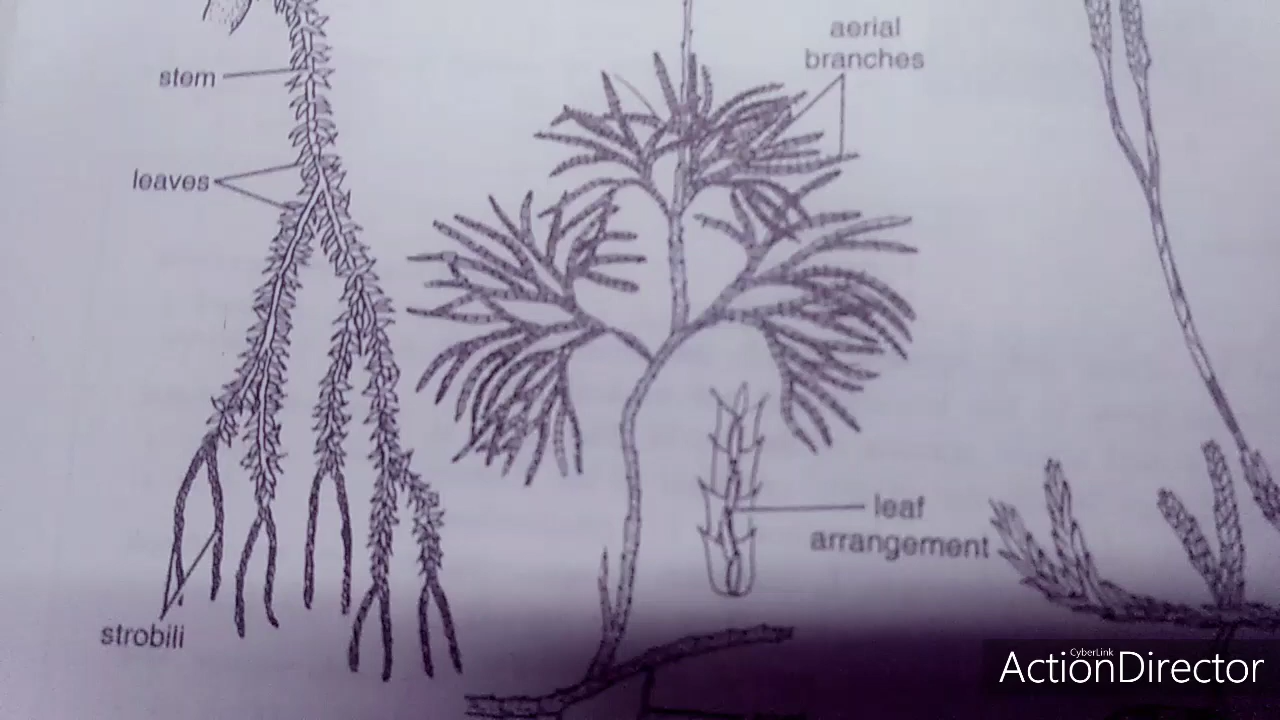 aerial
branches
stem
leaves
leaf
arrangement
strobili
CyberLink
ActionDirector